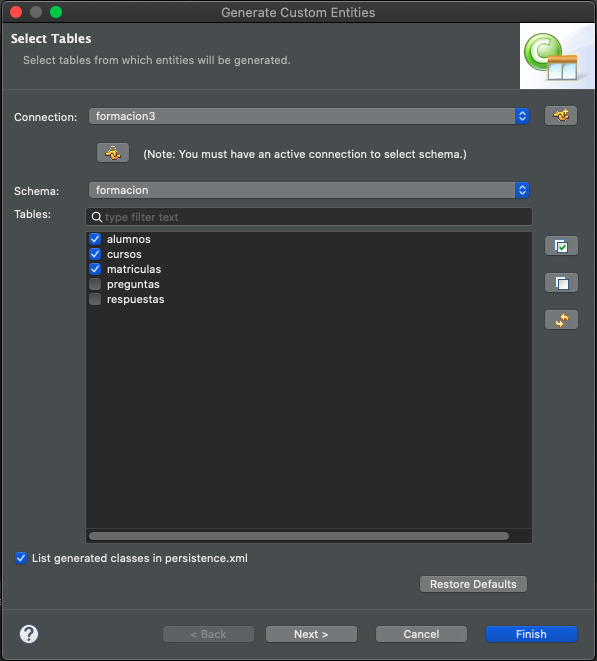 Generate Custom Entities
Select Tables
Select tables from which entities will be generated.
Connection: formacion3
(Note: You must have an active connection to select schema.)
Schema: formacion
Tables: type filter text
alumnos
cursos
matriculas
preguntas
respuestas
List generated classes in persistence.xml
Restore Defaults
? < Back Next > Cancel Finish